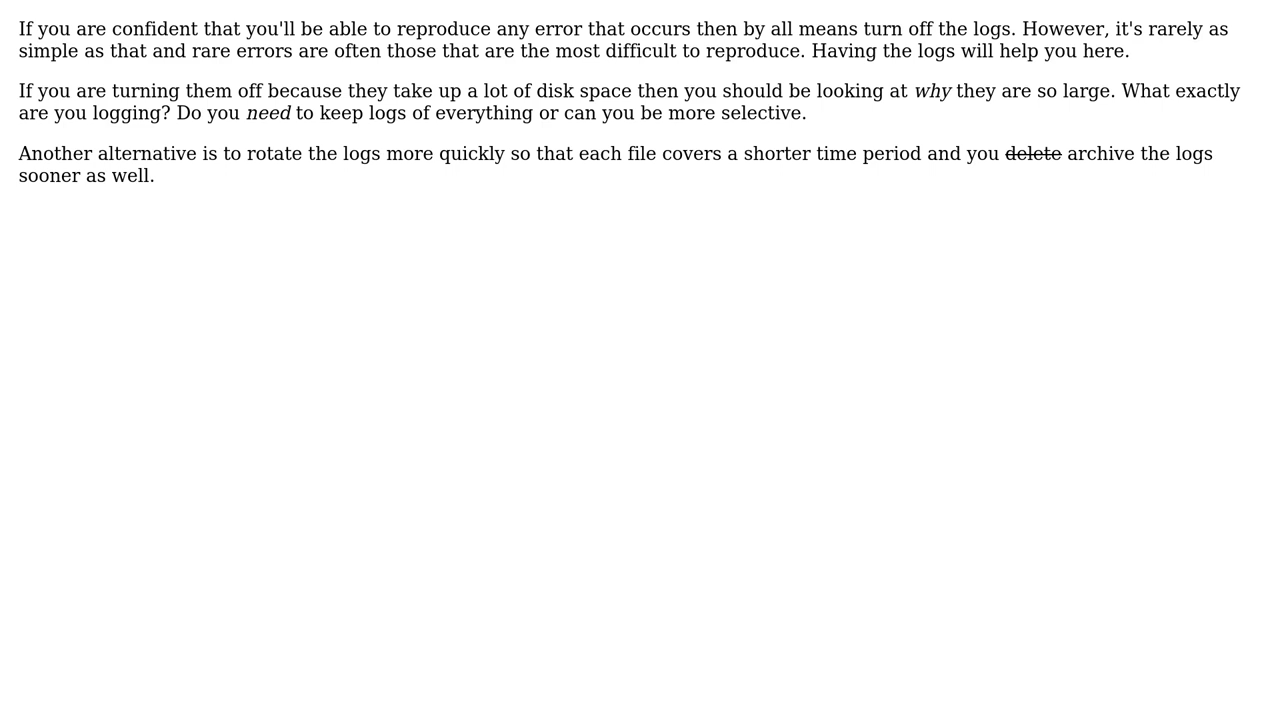 If you are confident that you'll be able to reproduce any error that occurs then by all means turn off the logs. However, it's rarely as
simple as that and rare errors are often those that are the most difficult to reproduce. Having the logs will help you here.
If you are turning them off because they take up a lot of disk space then you should be looking at why they are so large. What exactly
are you logging? Do you need to keep logs of everything or can you be more selective.
Another alternative is to rotate the logs more quickly so that each file covers a shorter time period and you delete archive the logs
sooner as well.